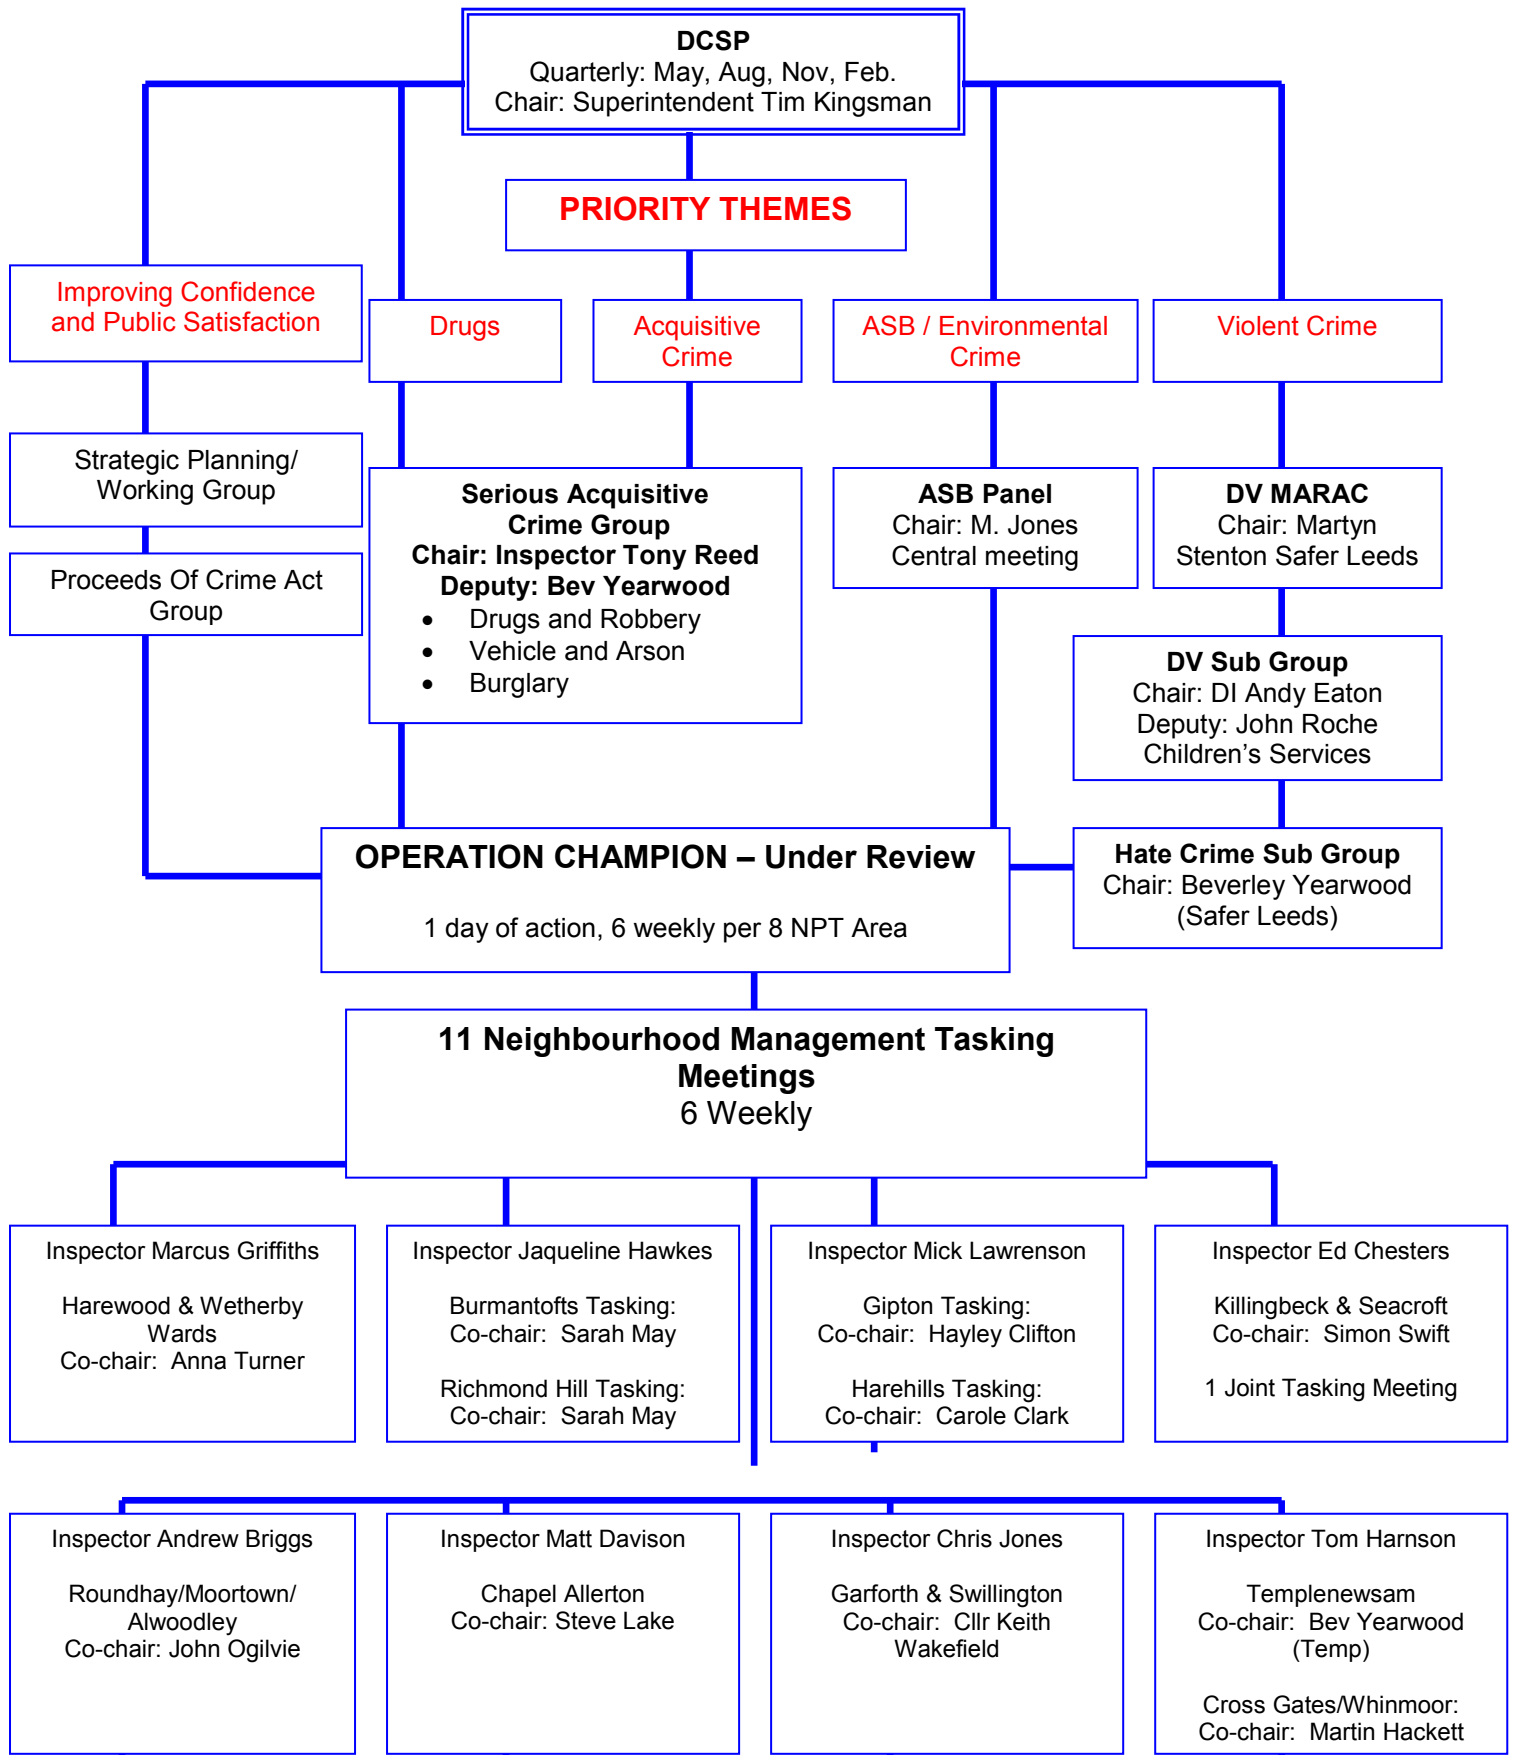 DCSP
Quarterly: May, Aug, Nov, Feb.
Chair: Superintendent Tim Kingsman
PRIORITY THEMES
Improving Confidence
and Public Satisfaction
Drugs
Acquisitive
Crime
ASB / Environmental
Crime
Violent Crime
Strategic Planning/
Working Group
Proceeds Of Crime Act
Group
Serious Acquisitive
Crime Group
Chair: Inspector Tony Reed
Deputy: Bev Yearwood
• Drugs and Robbery
• Vehicle and Arson
• Burglary
ASB Panel
Chair: M. Jones
Central meeting
DV MARAC
Chair: Martyn
Stenton Safer Leeds
DV Sub Group
Chair: DI Andy Eaton
Deputy: John Roche
Children's Services
OPERATION CHAMPION – Under Review
1 day of action, 6 weekly per 8 NPT Area
Hate Crime Sub Group
Chair: Beverley Yearwood
(Safer Leeds)
11 Neighbourhood Management Tasking
Meetings
6 Weekly
Inspector Marcus Griffiths
Harewood & Wetherby
Wards
Co-chair: Anna Turner
Inspector Jaqueline Hawkes
Burmantofts Tasking:
Co-chair: Sarah May
Richmond Hill Tasking:
Co-chair: Sarah May
Inspector Mick Lawrenson
Gipton Tasking:
Co-chair: Hayley Clifton
Harehills Tasking:
Co-chair: Carole Clark
Inspector Ed Chesters
Killingbeck & Seacroft
Co-chair: Simon Swift
1 Joint Tasking Meeting
Inspector Andrew Briggs
Roundhay/Moortown/
Alwoodley
Co-chair: John Ogilvie
Inspector Matt Davison
Chapel Allerton
Co-chair: Steve Lake
Inspector Chris Jones
Garforth & Swillington
Co-chair: Cllr Keith
Wakefield
Inspector Tom Harnson
Templenewsam
Co-chair: Bev Yearwood
(Temp)
Cross Gates/Whinmoor:
Co-chair: Martin Hackett